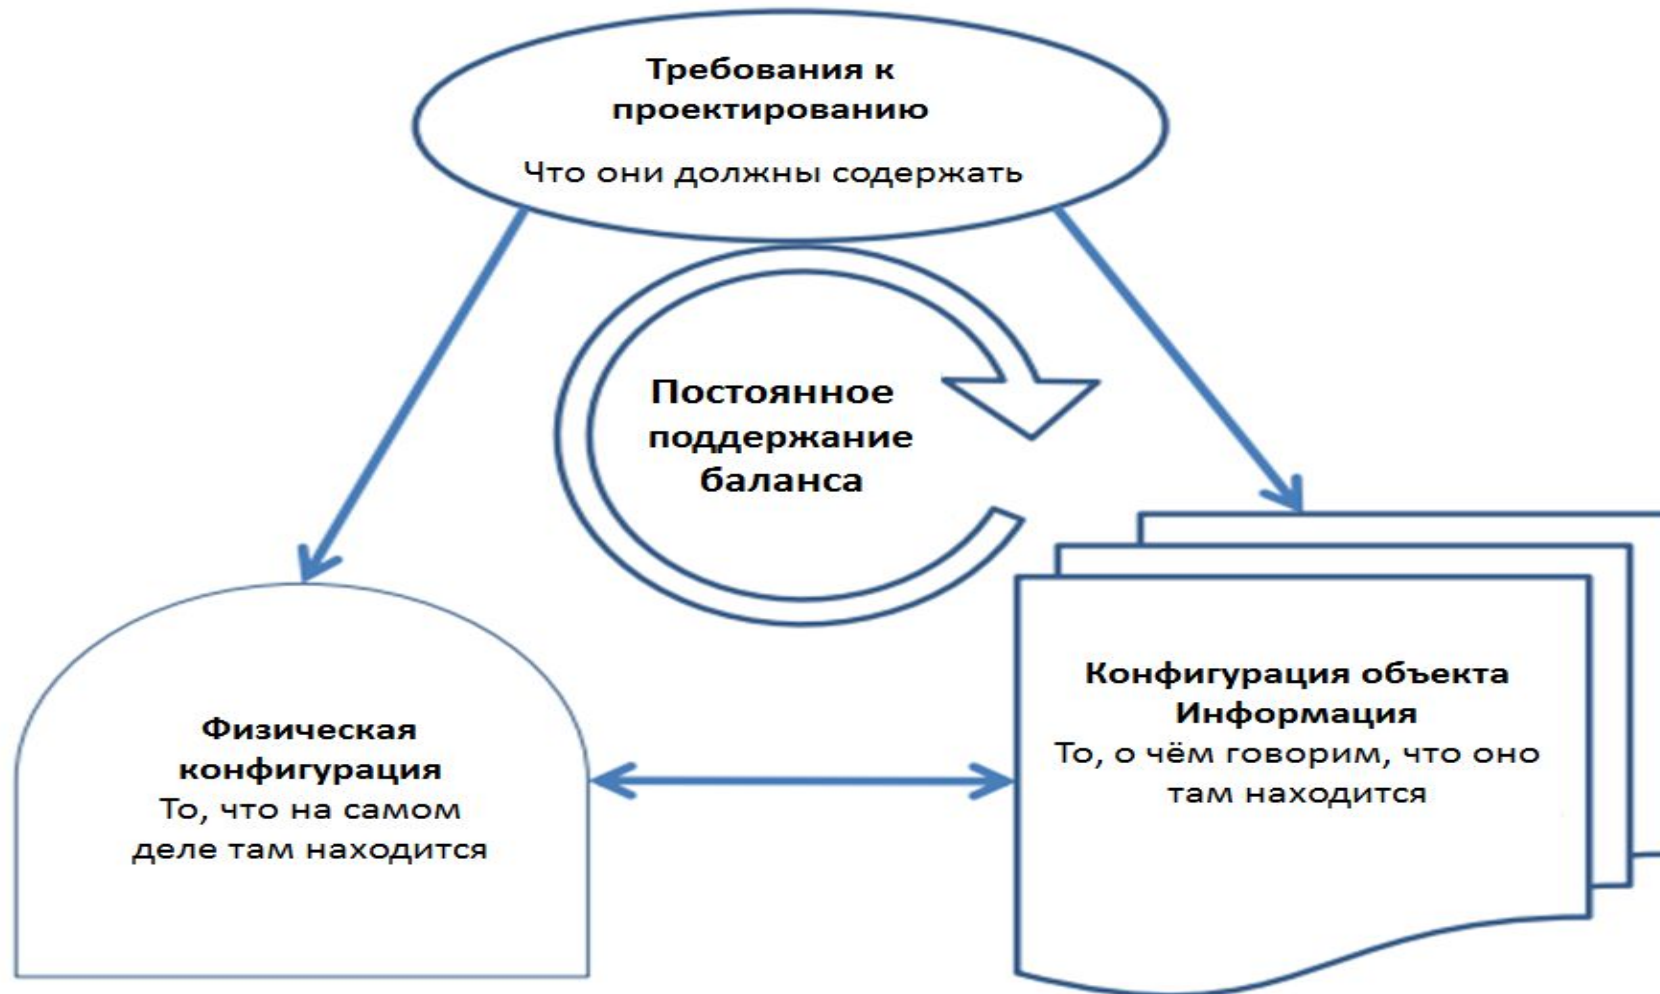 Требования к
проектированию
Что они должны содержать
Постоянное
поддержание
баланса
Физическая
конфигурация
То, что на самом
деле там находится
Конфигурация объекта
Информация
То, о чём говорим, что оно
там находится